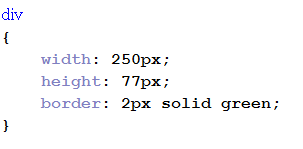 div
{
width: 250px;
height: 77px;
border: 2px solid green;
}